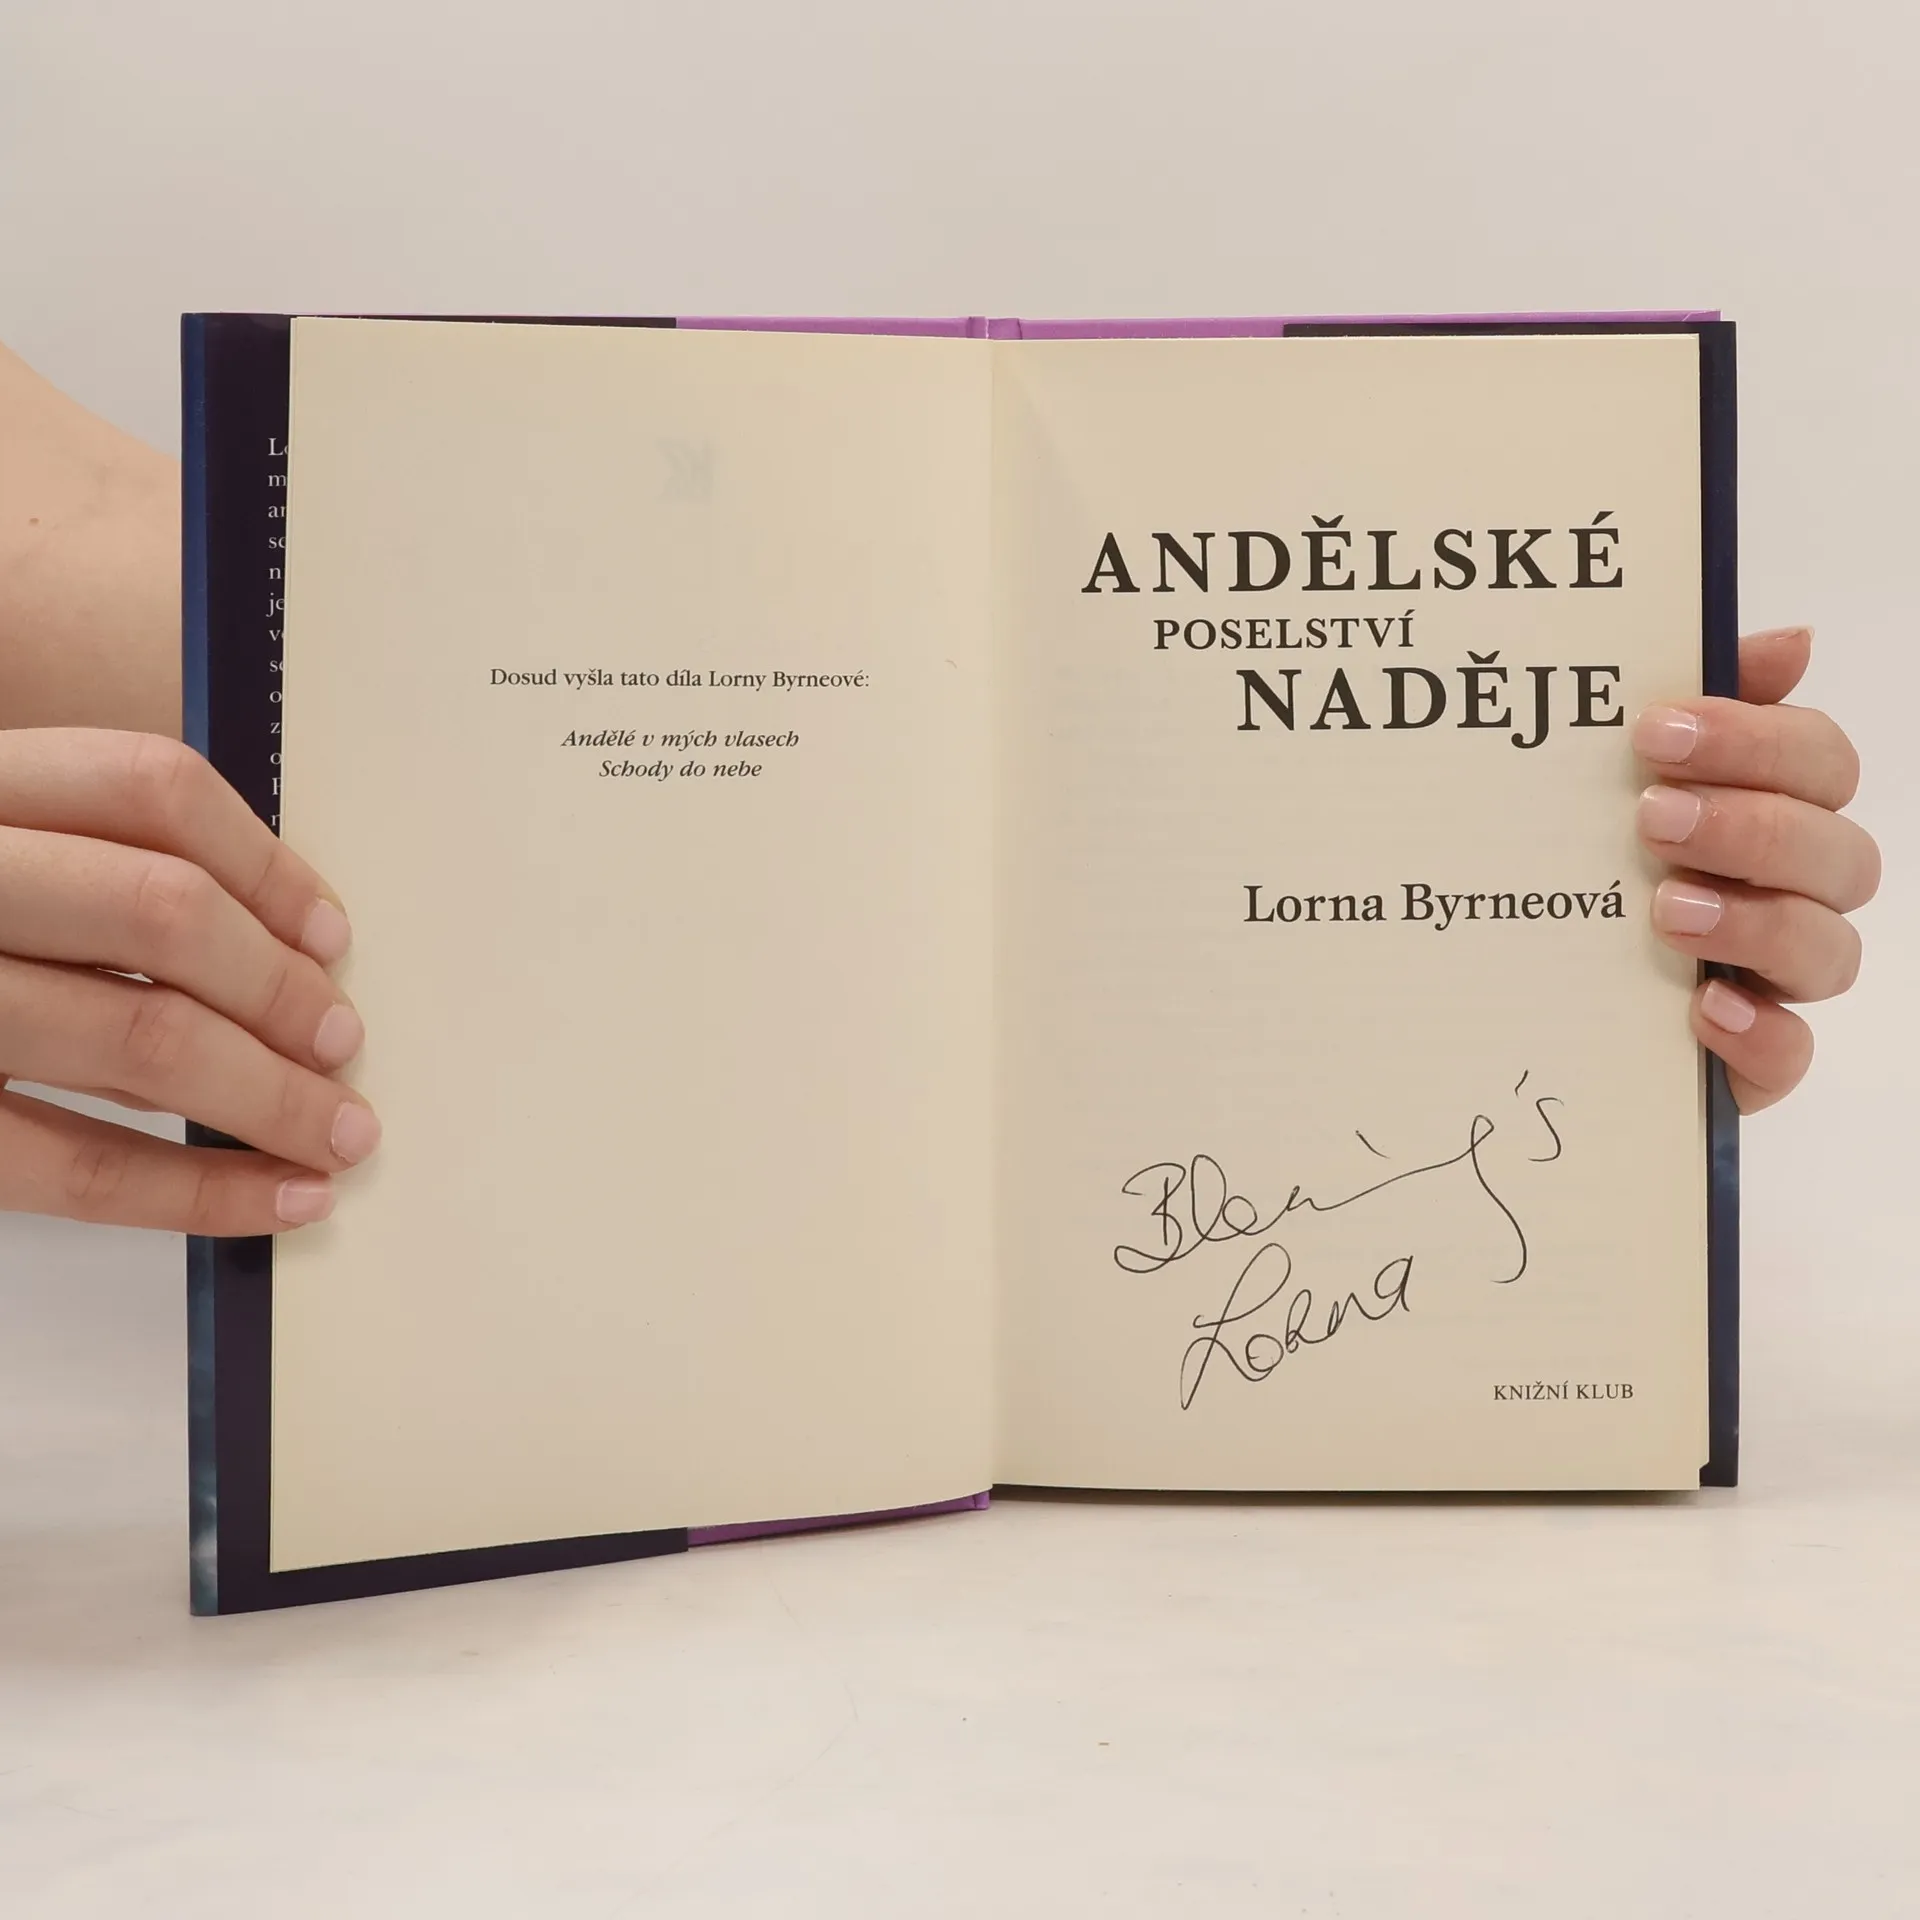 Dosud vyšla tato díla Lorny Byrneové:
Andělé v mých vlasech
Schody do nebe
ANDĚLSKÉ
POSELSTVÍ
NADĚJE
Lorna Byrneová
Lorna
KNIŽNÍ KLUB